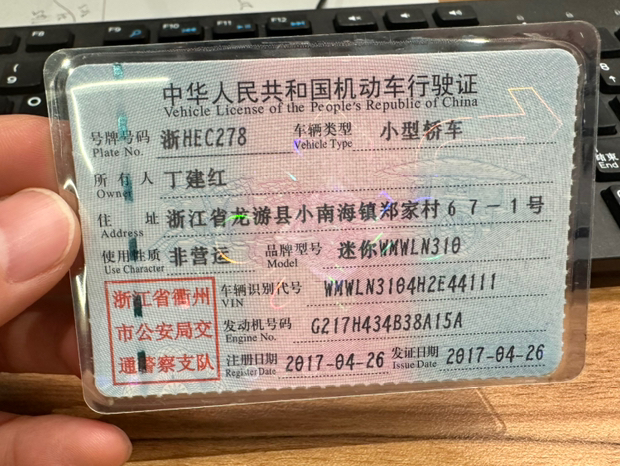 中华人民共和国机动车行驶证
Vehicle License of the People's Republic of China
号牌号码 浙HEC278 车辆类型 小型轿车
Plate No. Vehicle Type
所有人 丁建红
Owner
住址 浙江省龙游县小南海镇郑家村67-1号
Address
使用性质 非营运 品牌型号 迷你WMWLN310
Use Character Model
浙江省衢州
市公安局交
通警察支队
车辆识别代号 WMWLN3104H2E44111
VIN
发动机号码 G217H434B38A15A
Engine No.
注册日期 2017-04-26 发证日期 2017-04-26
Register Date Issue Date
F8
F9
F10
F11
F12
End